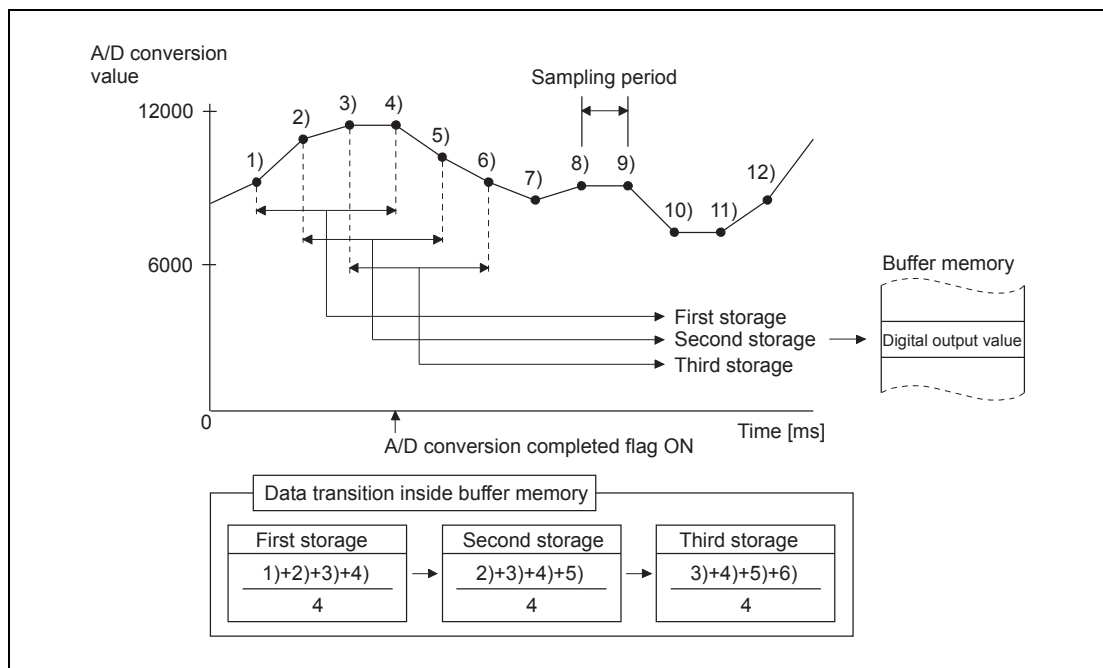 A/D conversion
value
Sampling period
12000
1)
2)
3)
4)
5)
6)
7)
8)
9)
10)
11)
12)
6000
Buffer memory
First storage
Second storage
Digital output value
Third storage
0
Time [ms]
A/D conversion completed flag ON
Data transition inside buffer memory
First storage
1)+2)+3)+4)
4
Second storage
2)+3)+4)+5)
4
Third storage
3)+4)+5)+6)
4